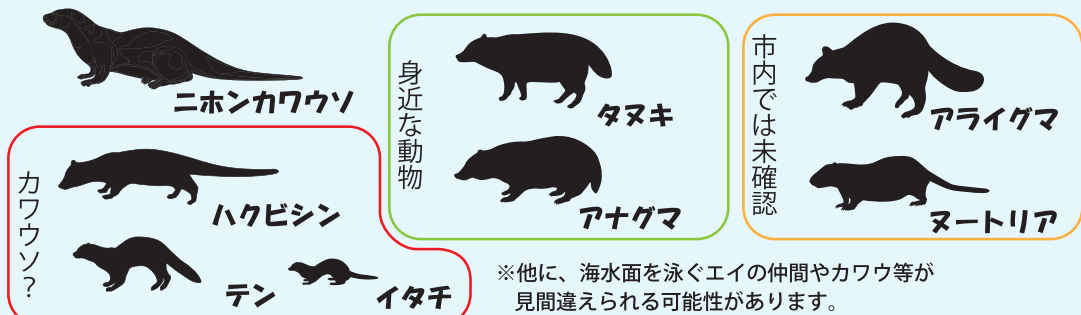 ニホンカワウソ
カワウソ?
ハクビシン
テン
イタチ
身近な動物
タヌキ
アナグマ
市内では未確認
アライグマ
ヌートリア
※他に、海水面を泳ぐエイの仲間やカワウ等が
見間違えられる可能性があります。